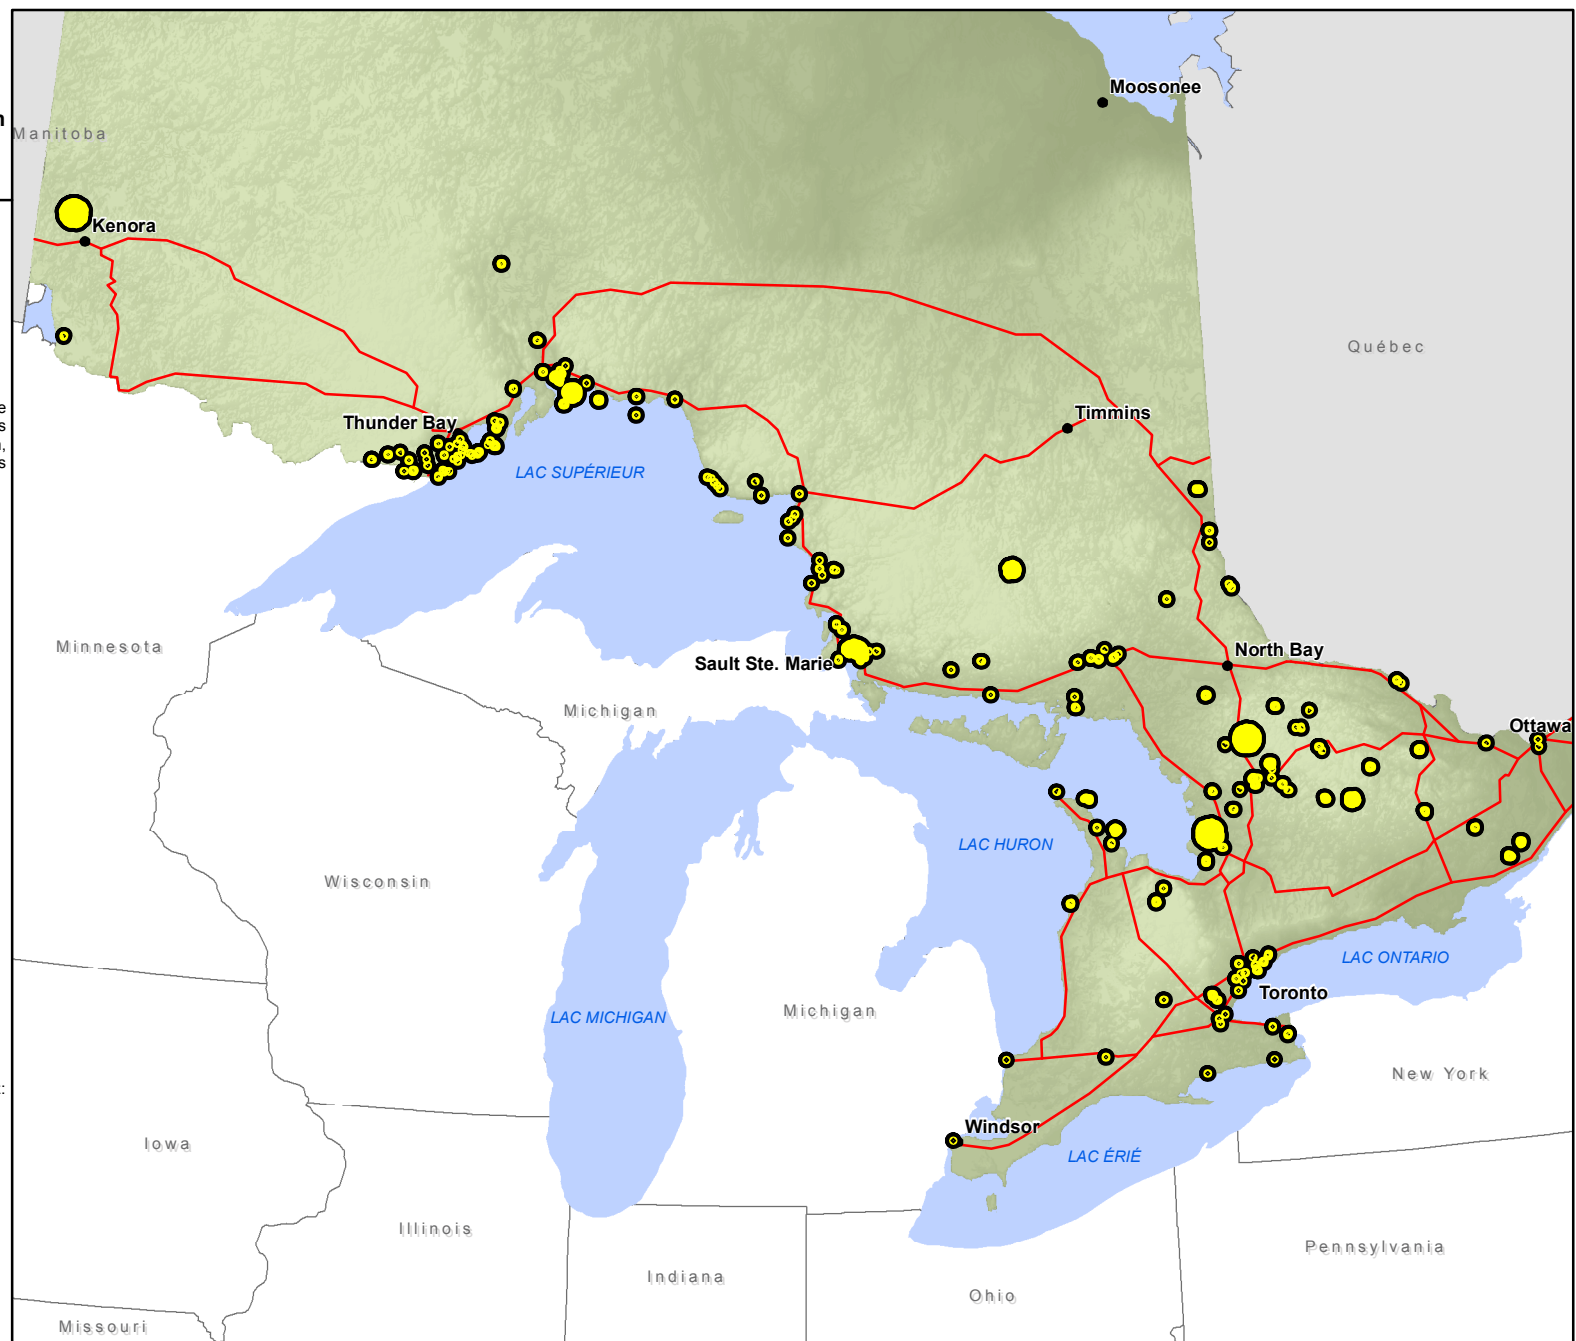 Moosonee
Manitoba
Kenora
Québec
Timmins
Thunder Bay
LAC SUPÉRIEUR
Minnesota
North Bay
Sault Ste. Marie
Michigan
Ottawa
LAC HURON
Wisconsin
LAC ONTARIO
Toronto
Michigan
LAC MICHIGAN
New York
Windsor
Iowa
LAC ÉRIÉ
Illinois
Pennsylvania
Indiana
Ohio
Missouri